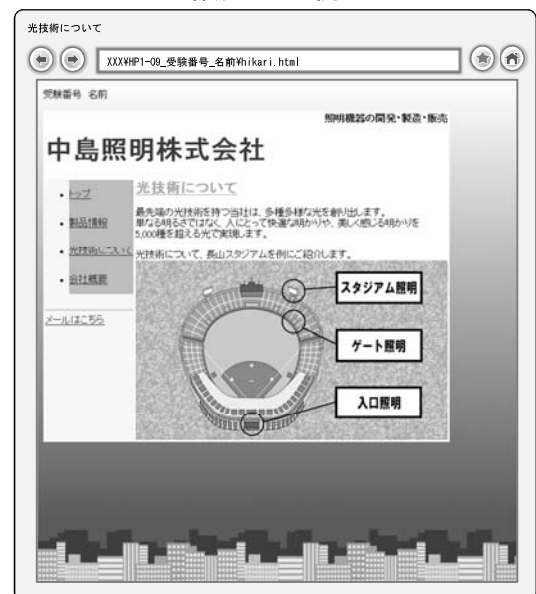 光技術について
XXX¥HP1-09_受験番号_名前¥hikari.html
受験番号 名前
照明機器の開発・製造・販売
中島照明株式会社
・トップ
・製品情報
・光技術について
・会社概要
メールはこちら
光技術について
最先端の光技術を持つ当社は、多種多様な光を創り出します。
単なる明るさではなく、人にとって快適な明かりや、美しく感じる明かりを
5,000種を超える光で実現します。
光技術について、長山スタジアムを例にご紹介します。
スタジアム照明
ゲート照明
入口照明